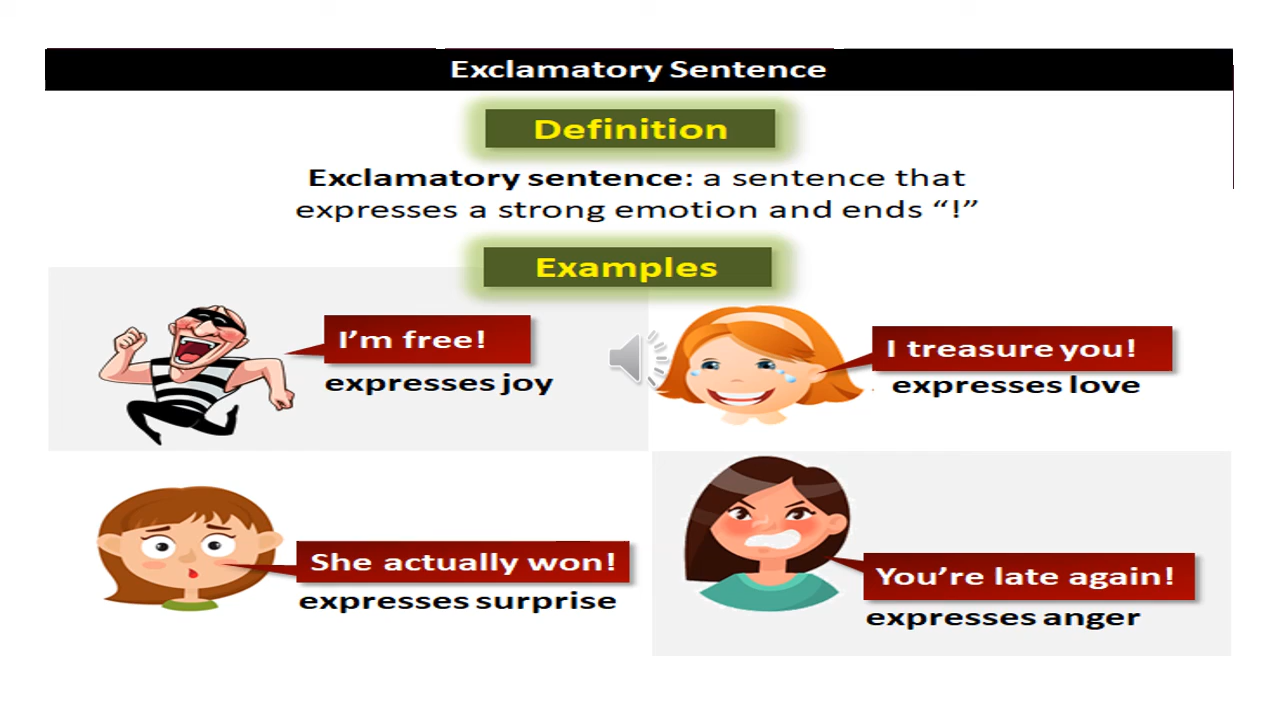 Exclamatory Sentence
Definition
Exclamatory sentence: a sentence that
expresses a strong emotion and ends “!”
Examples
I’m free!
expresses joy
I treasure you!
expresses love
She actually won!
expresses surprise
You’re late again!
expresses anger